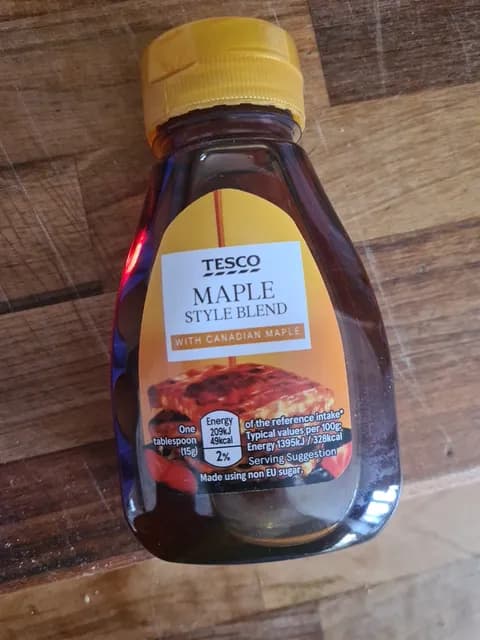 TESCO
MAPLE
STYLE BLEND
WITH CANADIAN MAPLE
One
tablespoon
(15g)
Energy
209kJ
49kcal
2%
of the reference intake*
Typical values per 100g:
Energy 1395kJ / 328kcal
Serving Suggestion
Made using non EU sugar.